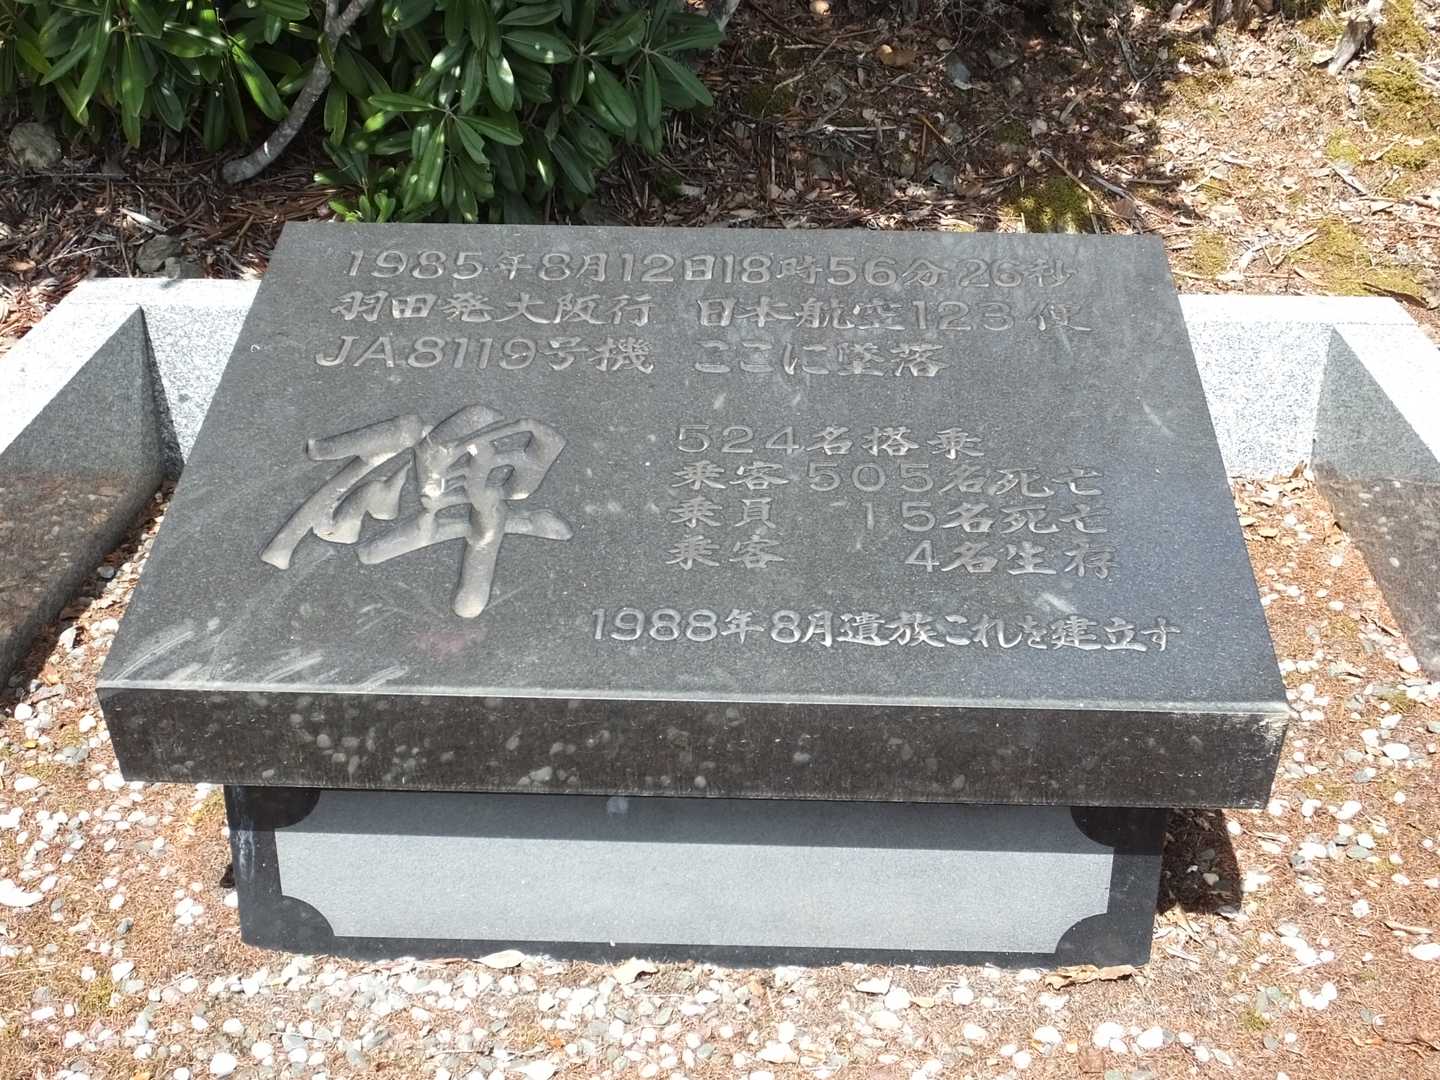 1985年8月12日18時56分26秒
羽田発大阪行 日本航空123便
JA8119号機 ここに墜落
碑
524名搭乗
乗客505名死亡
乗員 15名死亡
乗客 4名生存
1988年8月遺族これを建立す